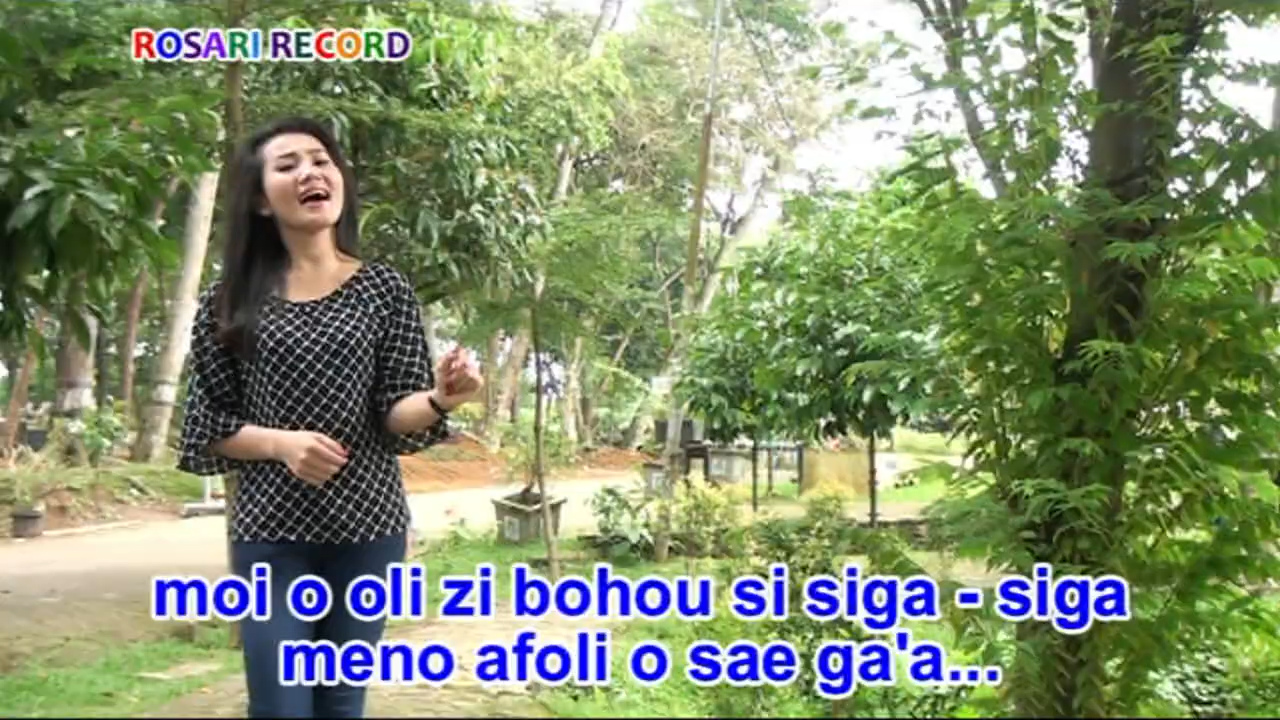 ROSARI RECORD
moi o oli zi bohou si siga - siga
meno afoli o sae ga'a...